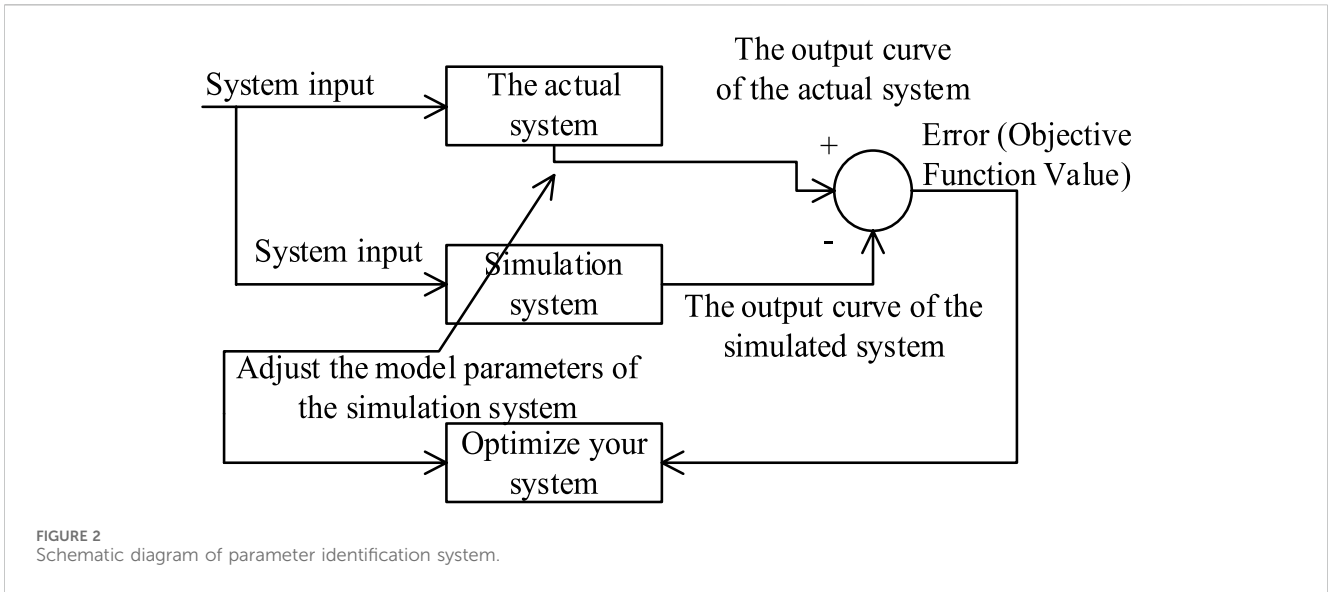 System input
The actual
system
The output curve
of the actual system
+
Error (Objective
Function Value)
-
System input
Simulation
system
The output curve of the
simulated system
Adjust the model parameters of
the simulation system
Optimize your
system
FIGURE 2
Schematic diagram of parameter identification system.